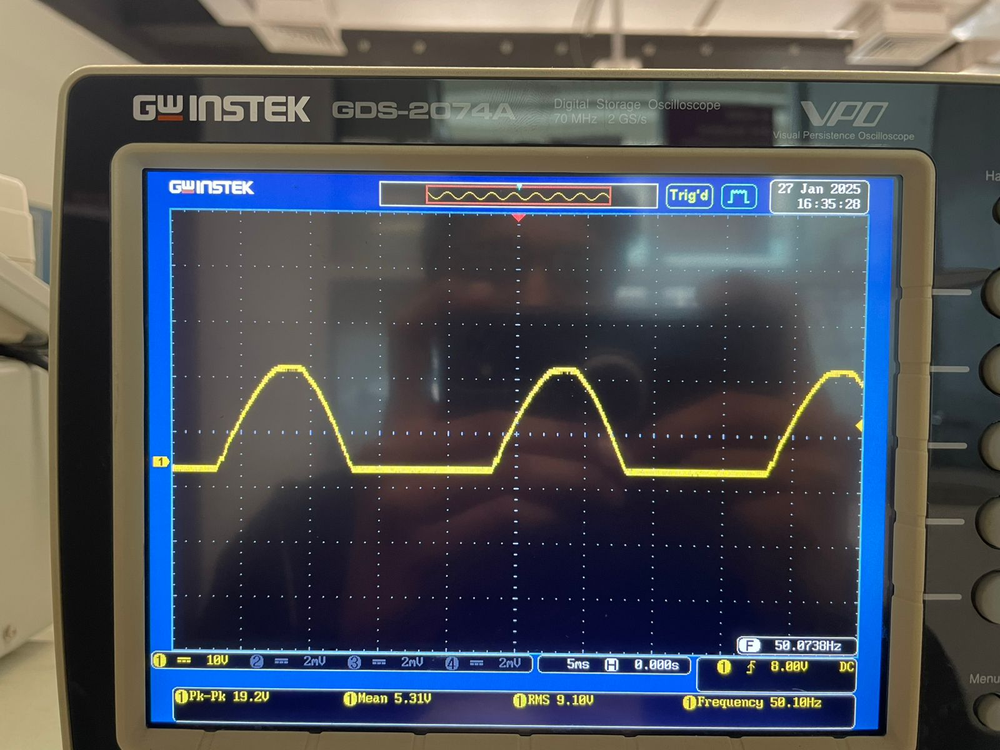 GW INSTEK GDS-2074A Digital Storage Oscilloscope
70 MHz 2 GS/s
VPO
Visual Persistence Oscilloscope
GW INSTEK
Trig'd
27 Jan 2025
16:35:28
1
F 50.0738Hz
1 10V 2 2mV 3 2mV 4 2mV
5ms H 0.000s
1 8.00V DC
1 Pk-Pk 19.2V 1 Mean 5.31V 1 RMS 9.10V 1 Frequency 50.10Hz
Menu